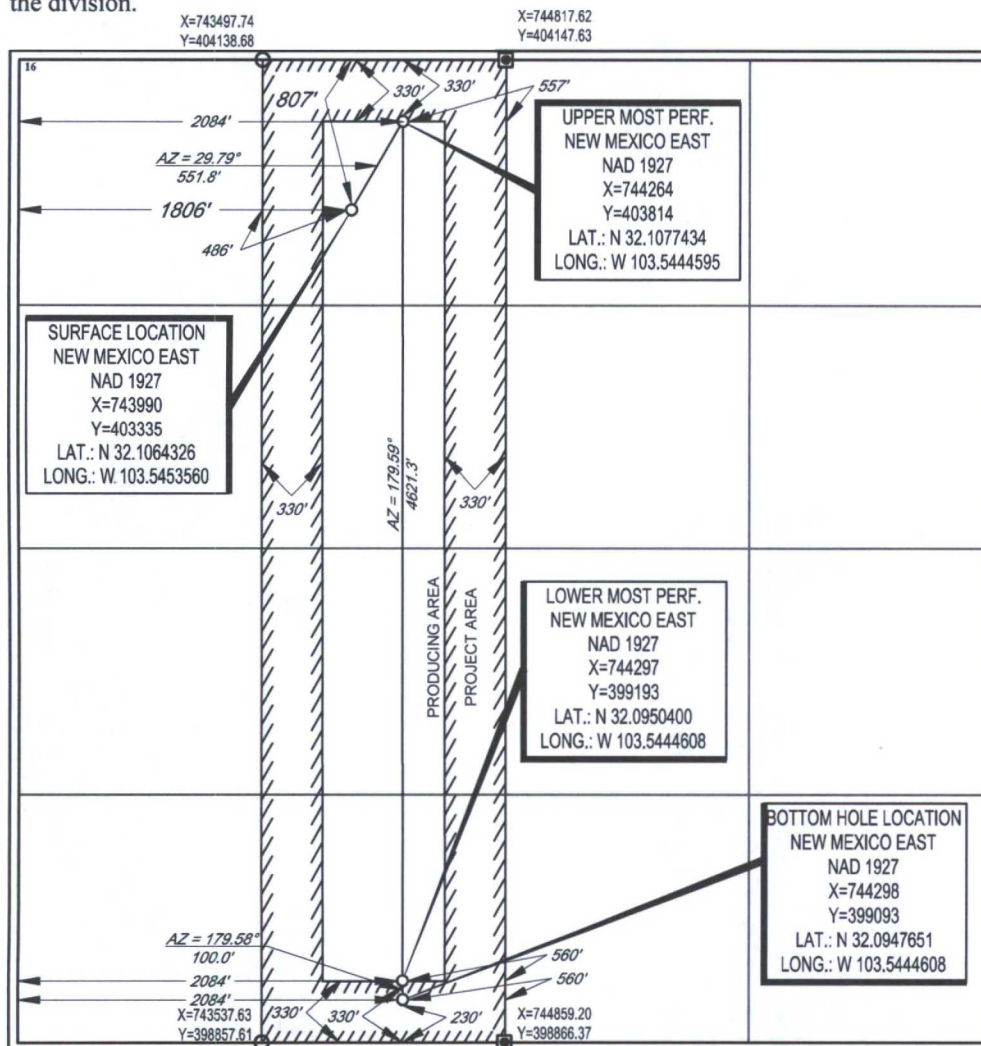 the division.
X=743497.74
Y=404138.68
X=744817.62
Y=404147.63
16
807'
330'
330'
557'
2084'
AZ = 29.79°
551.8'
1806'
486'
UPPER MOST PERF.
NEW MEXICO EAST
NAD 1927
X=744264
Y=403814
LAT.: N 32.1077434
LONG.: W 103.5444595
SURFACE LOCATION
NEW MEXICO EAST
NAD 1927
X=743990
Y=403335
LAT.: N 32.1064326
LONG.: W 103.5453560
330'
AZ = 179.59°
4621.3'
330'
PRODUCING AREA
PROJECT AREA
LOWER MOST PERF.
NEW MEXICO EAST
NAD 1927
X=744297
Y=399193
LAT.: N 32.0950400
LONG.: W 103.5444608
BOTTOM HOLE LOCATION
NEW MEXICO EAST
NAD 1927
X=744298
Y=399093
LAT.: N 32.0947651
LONG.: W 103.5444608
AZ = 179.58°
100.0'
2084'
2084'
560'
560'
X=743537.63
Y=398857.61
330'
330'
230'
X=744859.20
Y=398866.37